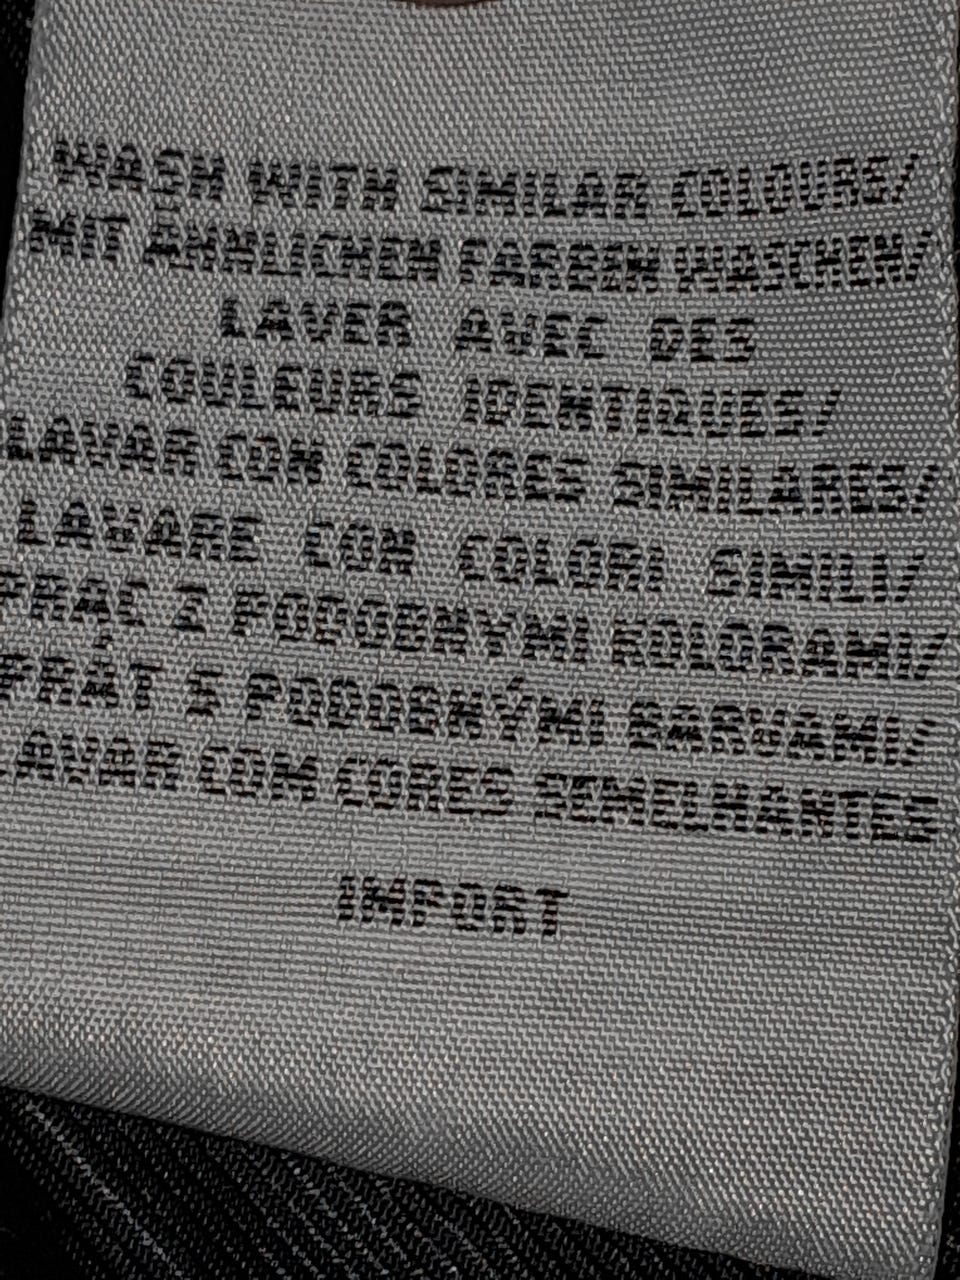 WASH WITH SIMILAR COLOURS/
MIT ÄHNLICHEN FARBEN WASCHEN/
LAVER AVEC DES
COULEURS IDENTIQUES/
LAVAR CON COLORES SIMILARES/
LAVARE CON COLORI SIMILI/
PRAĆ Z PODOBNYMI KOLORAMI/
PRÁT S PODOBNÝMI BARVAMI/
LAVAR COM CORES SEMELHANTES
IMPORT